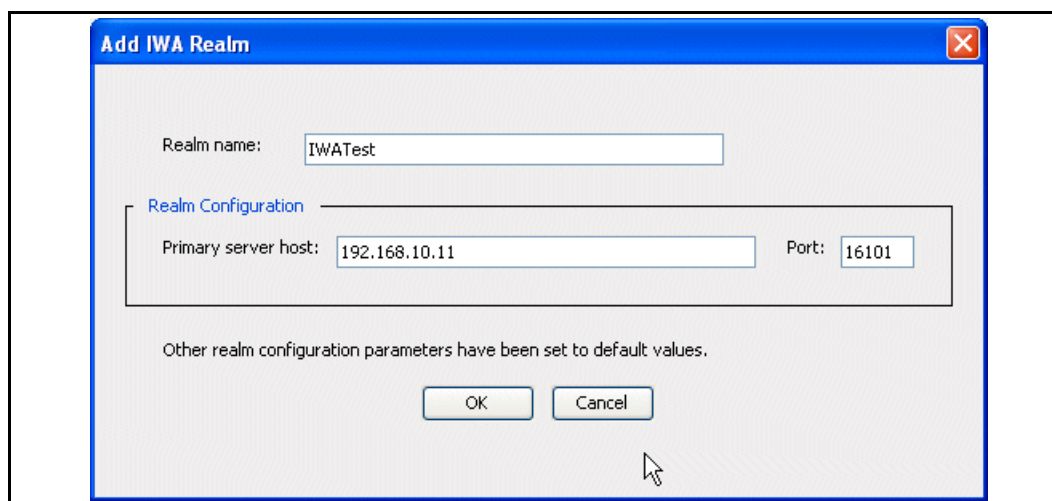 Add IWA Realm
Realm name: IWATest
Realm Configuration
Primary server host: 192.168.10.11 Port: 16101
Other realm configuration parameters have been set to default values.
OK Cancel